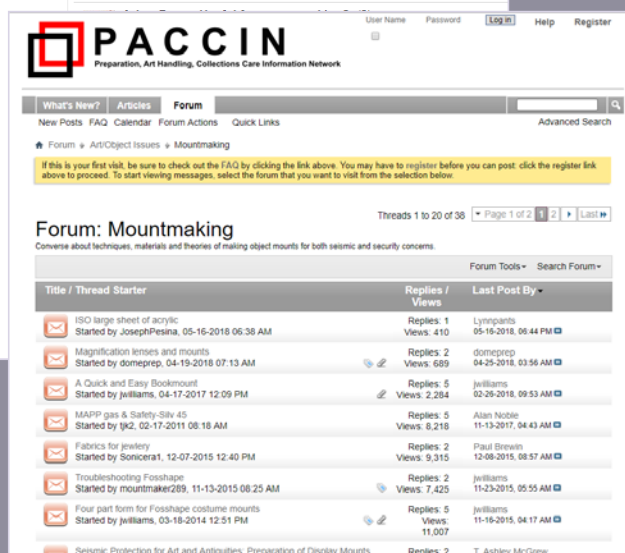 User Name Password Log in Help Register
PACCIN
Preparation, Art Handling, Collections Care Information Network
What's New? Articles Forum
New Posts FAQ Calendar Forum Actions Quick Links Advanced Search
Forum Art/Object Issues Mountmaking
If this is your first visit, be sure to check out the FAQ by clicking the link above. You may have to register before you can post: click the register link
above to proceed. To start viewing messages, select the forum that you want to visit from the selection below.
Threads 1 to 20 of 38 Page 1 of 2 1 2 Last
Forum: Mountmaking
Converse about techniques, materials and theories of making object mounts for both seismic and security concerns.
Forum Tools Search Forum
Title / Thread Starter Replies / Views Last Post By
ISO large sheet of acrylic Replies: 1 Lynnpants
Started by JosephPesina, 05-16-2018 06:38 AM Views: 410 05-16-2018, 06:44 PM
Magnification lenses and mounts Replies: 2 domeprep
Started by domeprep, 04-19-2018 07:13 AM Views: 689 04-25-2018, 03:56 AM
A Quick and Easy Bookmount Replies: 5 jwilliams
Started by jwilliams, 04-17-2017 12:09 PM Views: 2,284 02-26-2018, 09:53 AM
MAPP gas & Safety-Silv 45 Replies: 5 Alan Noble
Started by tjk2, 02-17-2011 08:18 AM Views: 8,218 11-13-2017, 04:43 AM
Fabrics for jewlery Replies: 2 Paul Brewin
Started by Sonicera1, 12-07-2015 12:40 PM Views: 9,315 12-08-2015, 08:57 AM
Troubleshooting Fosshape Replies: 2 jwilliams
Started by mountmaker289, 11-13-2015 08:25 AM Views: 7,425 11-23-2015, 05:55 AM
Four part form for Fosshape costume mounts Replies: 5 jwilliams
Started by jwilliams, 03-18-2014 12:51 PM Views: 11,007 11-16-2015, 04:17 AM
Seismic Protection for Art and Antiquities: Preparation of Display Mounts Replies: 2 T. Ashley McGrew